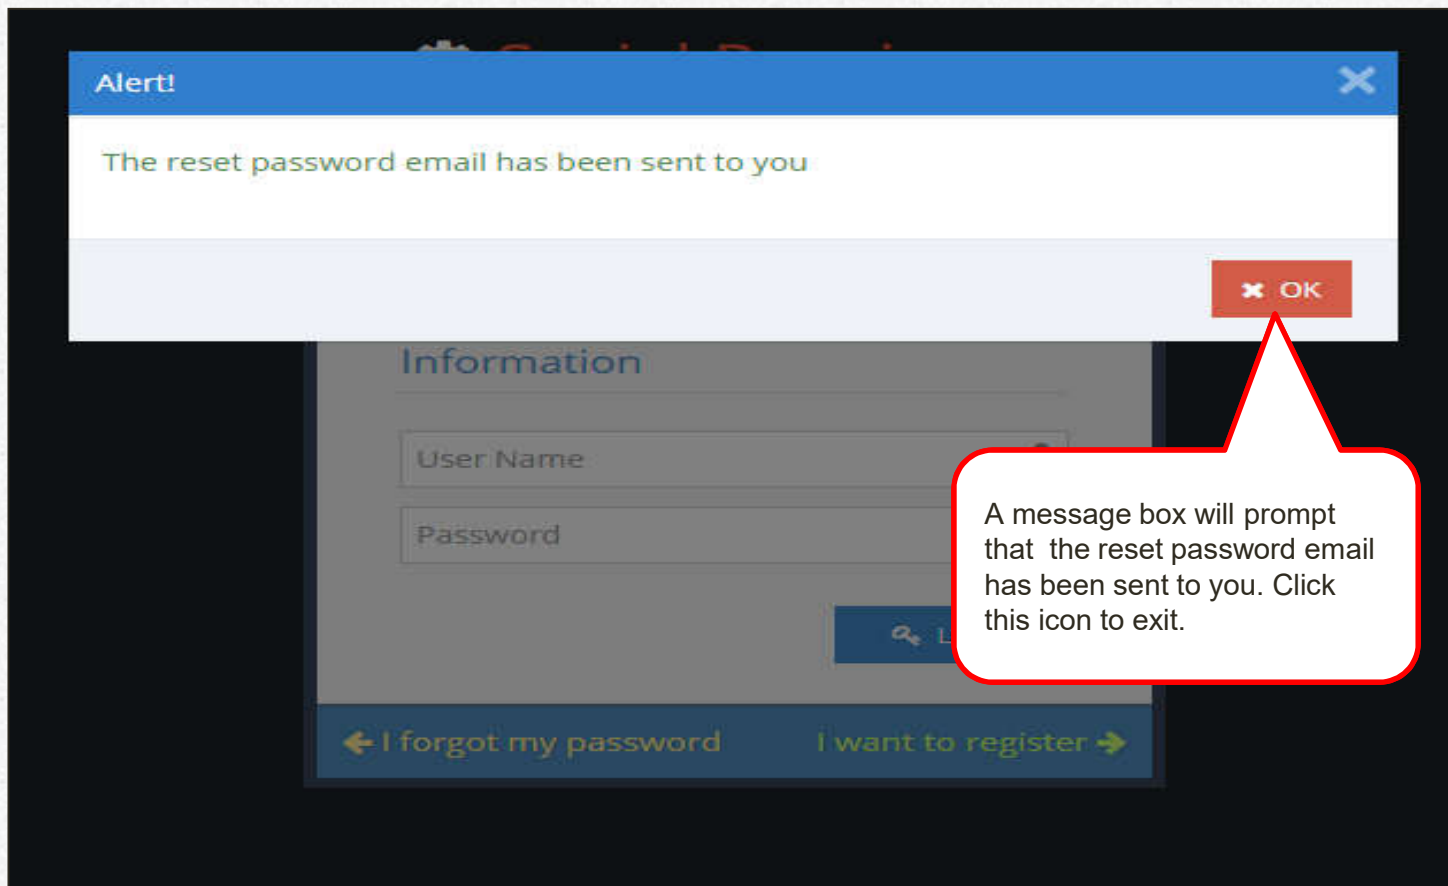 Alert!
The reset password email has been sent to you
OK
Information
User Name
Password
A message box will prompt
that the reset password email
has been sent to you. Click
this icon to exit.
I forgot my password
I want to register